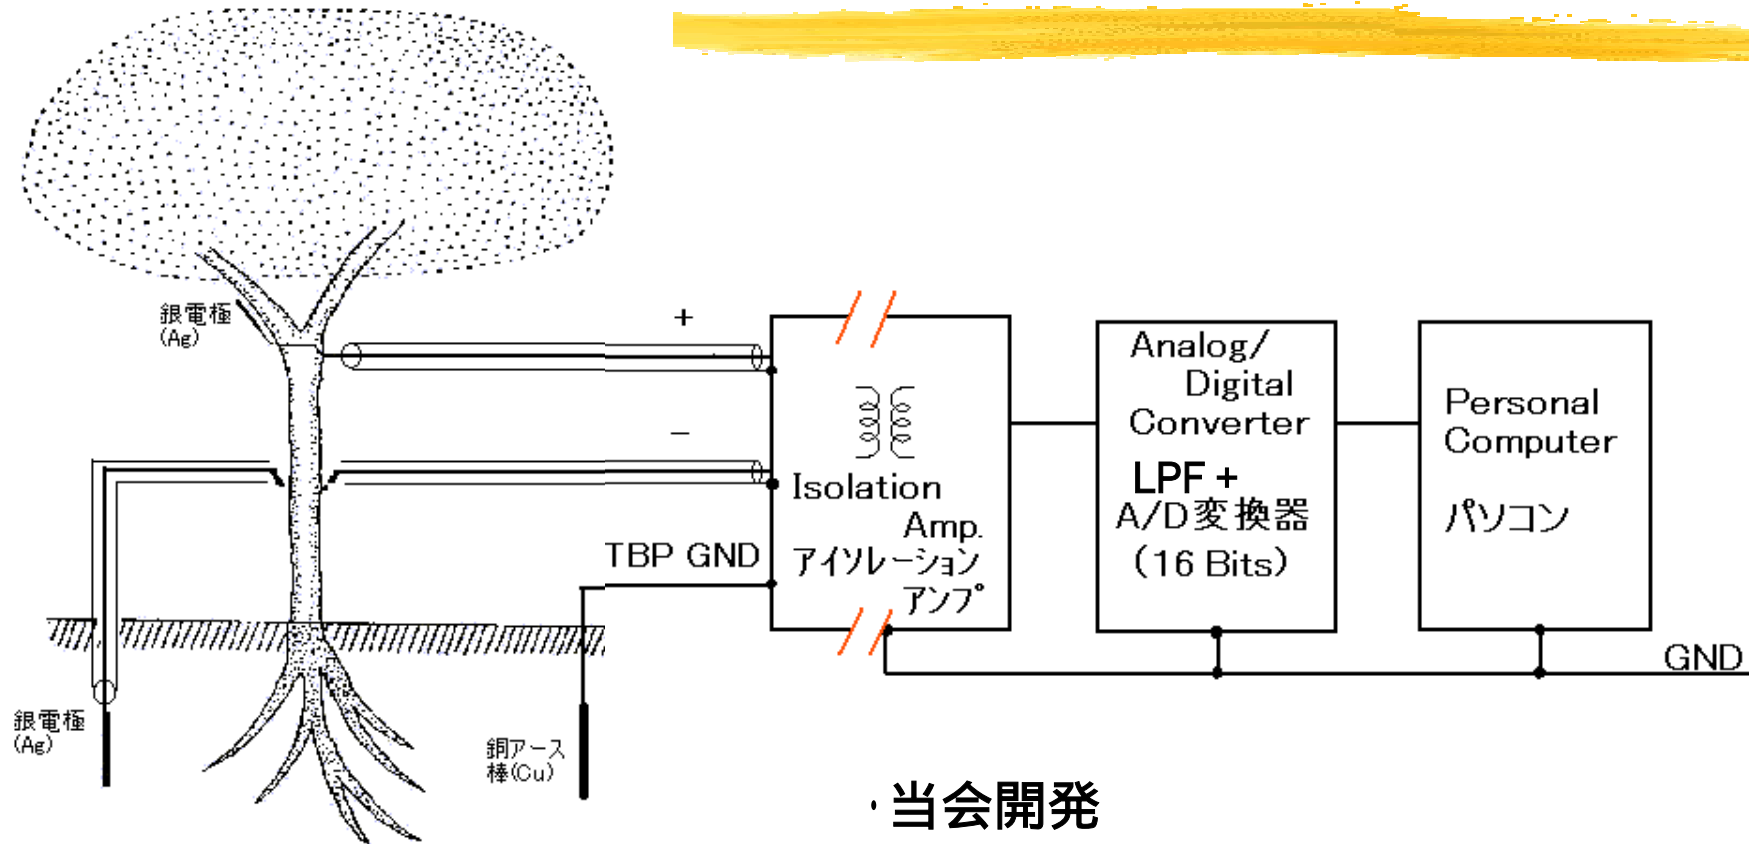 銀電極
(Ag)
+
−
TBP GND
Isolation
Amp.
アイソレーション
アンプ
Analog/
Digital
Converter
LPF +
A/D変換器
(16 Bits)
Personal
Computer
パソコン
GND
銀電極
(Ag)
銅アース
棒(Cu)
・当会開発